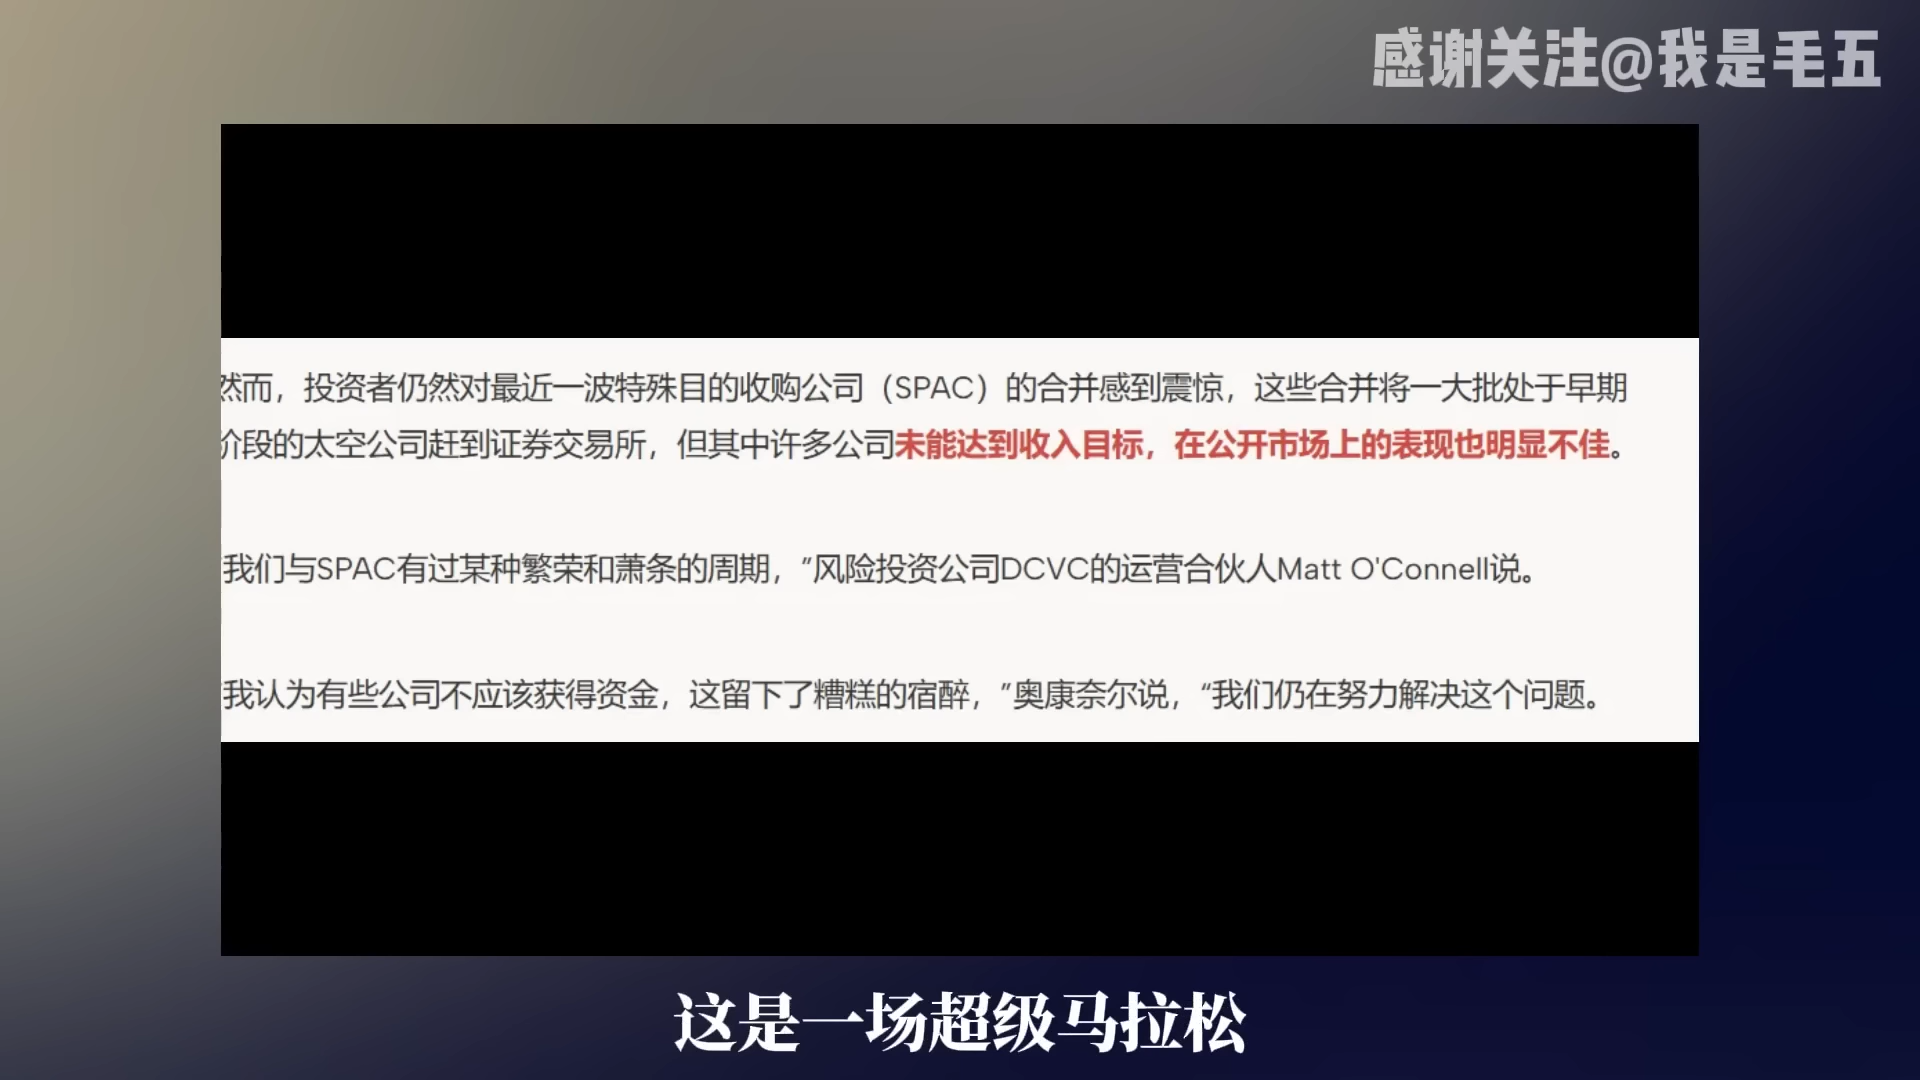 感谢关注@我是毛五
然而，投资者仍然对最近一波特殊目的收购公司（SPAC）的合并感到震惊，这些合并将一大批处于早期
阶段的太空公司赶到证券交易所，但其中许多公司未能达到收入目标，在公开市场上的表现也明显不佳。
我们与SPAC有过某种繁荣和萧条的周期，”风险投资公司DCVC的运营合伙人Matt O'Connell说。
我认为有些公司不应该获得资金，这留下了糟糕的宿醉，”奥康奈尔说，“我们仍在努力解决这个问题。
这是一场超级马拉松